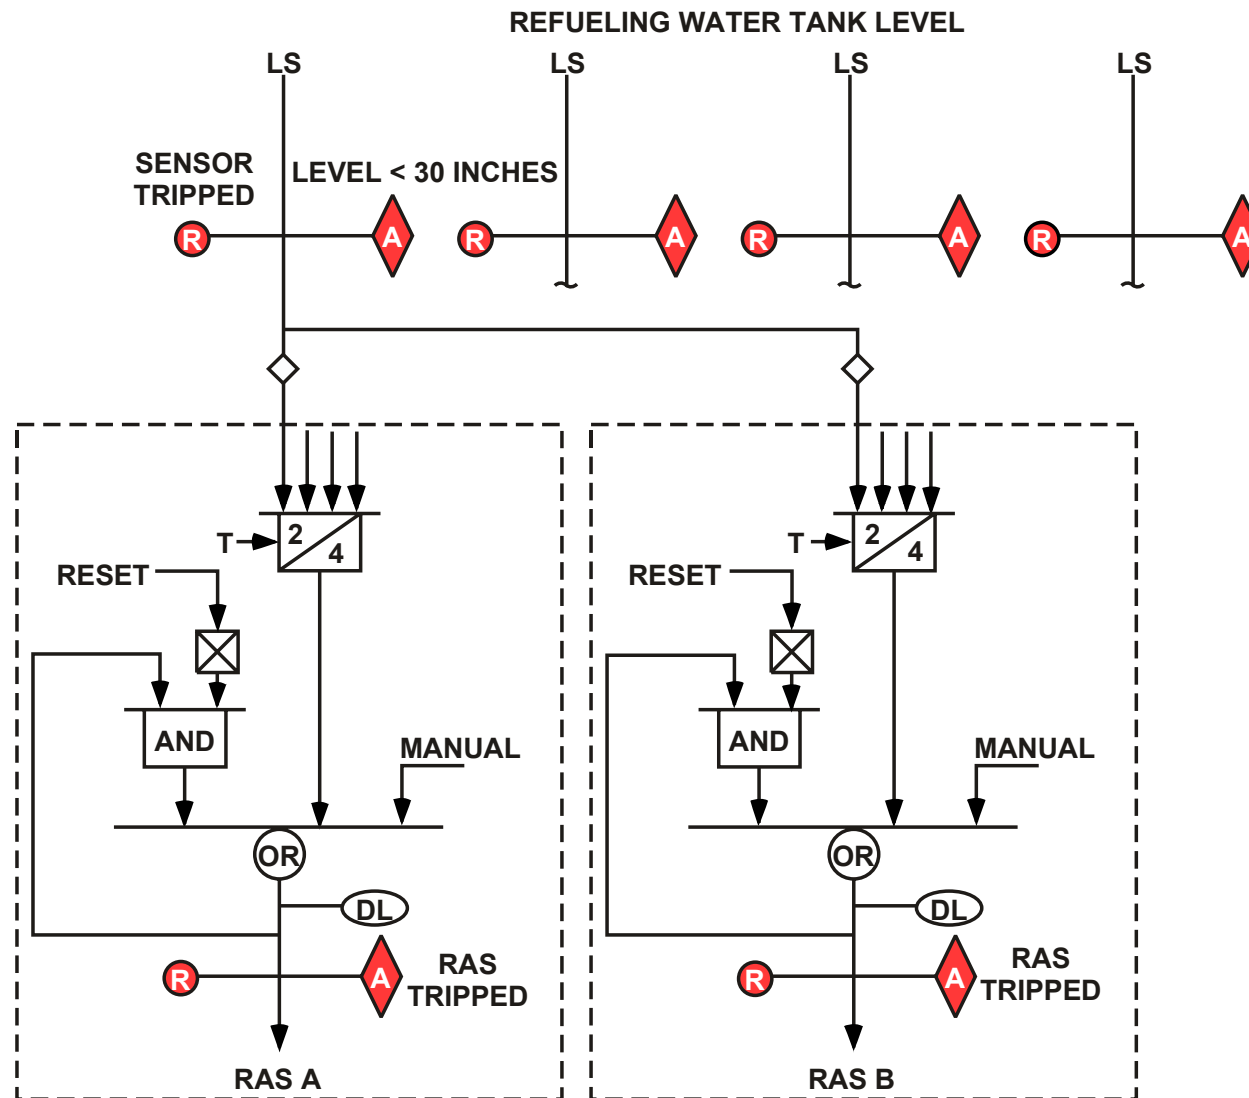 REFUELING WATER TANK LEVEL
LS LS LS LS
SENSOR
TRIPPED
LEVEL < 30 INCHES
R A R A R A R A
T 2 4
T 2 4
RESET
RESET
AND
AND
MANUAL
MANUAL
OR
OR
DL
DL
R A
RAS
TRIPPED
R A
RAS
TRIPPED
RAS A
RAS B